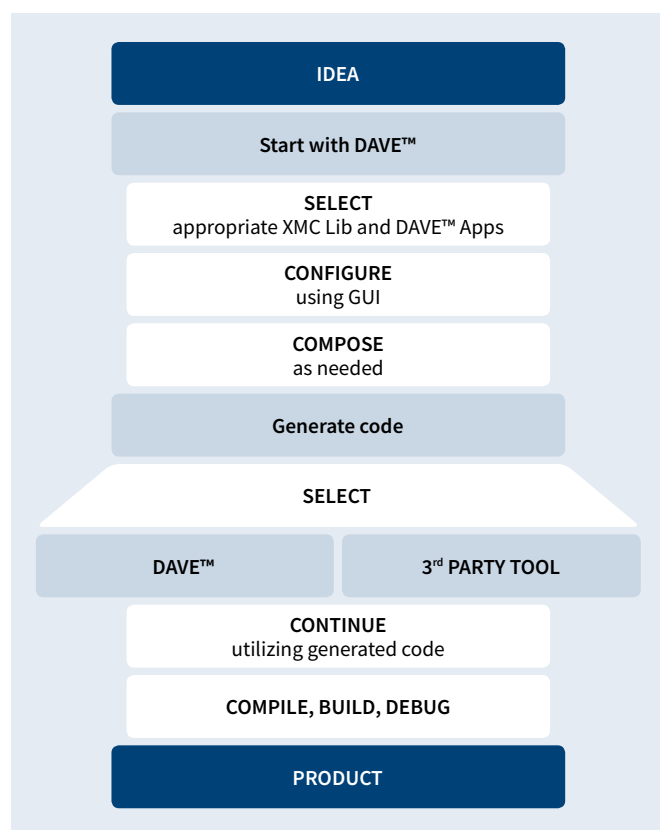 IDEA
Start with DAVE™
SELECT
appropriate XMC Lib and DAVE™ Apps
CONFIGURE
using GUI
COMPOSE
as needed
Generate code
SELECT
DAVE™
3rd PARTY TOOL
CONTINUE
utilizing generated code
COMPILE, BUILD, DEBUG
PRODUCT